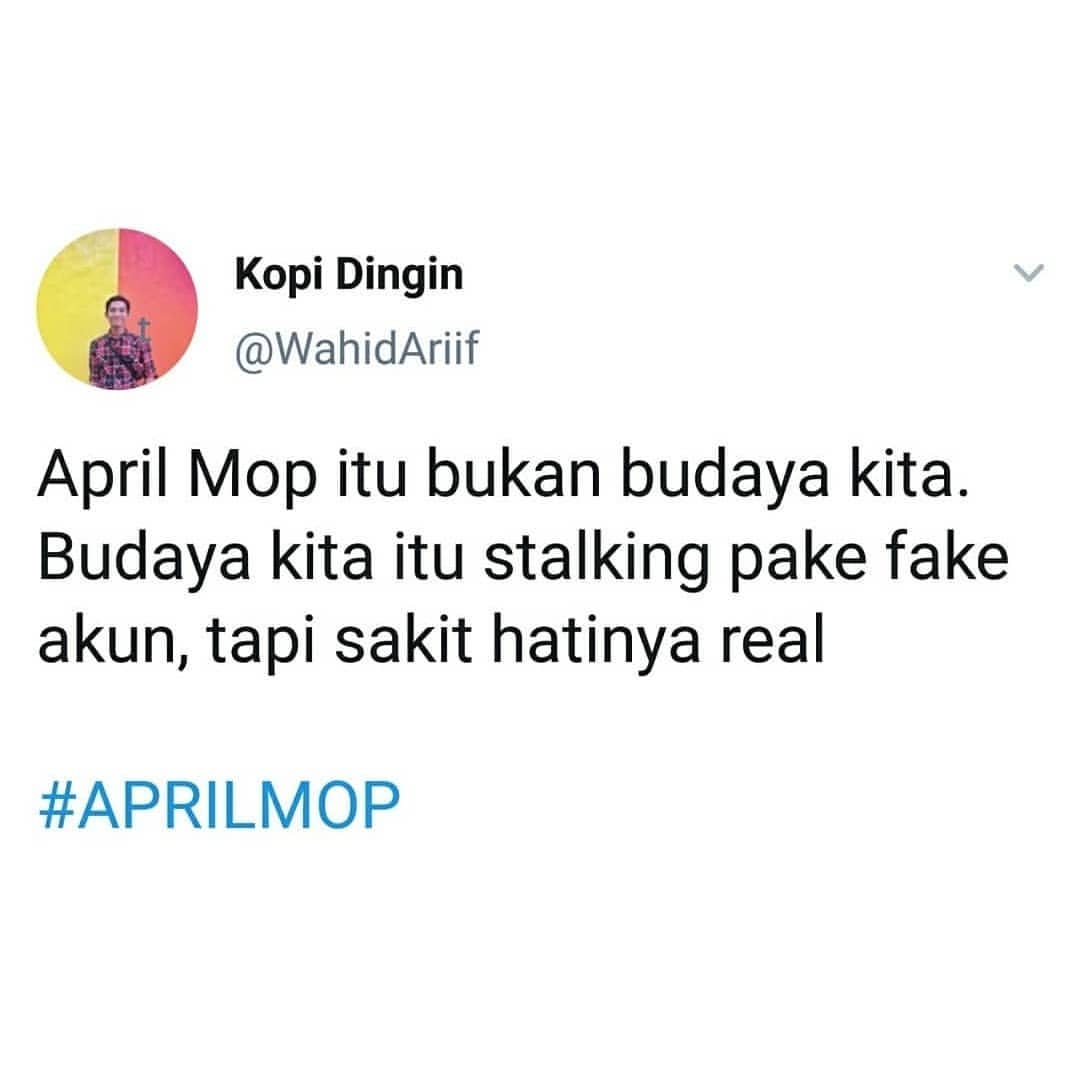 Kopi Dingin
@WahidAriif
April Mop itu bukan budaya kita.
Budaya kita itu stalking pake fake
akun, tapi sakit hatinya real
#APRILMOP